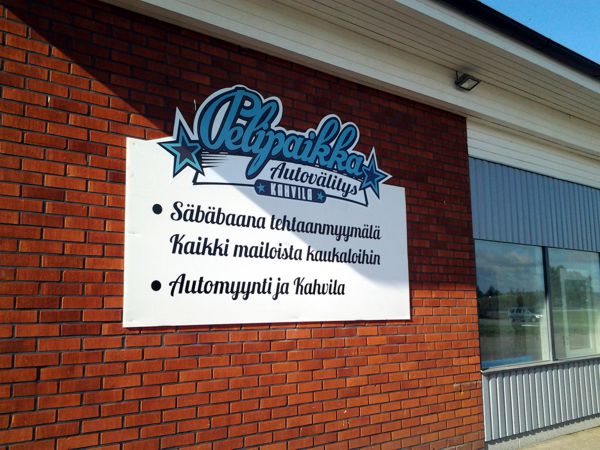 Pelipaikka
Autovälitys
KAHVILA
• Säbäbaana tehtaanmyymälä
Kaikki mailoista kaukaloihin
• Automyynti ja Kahvila